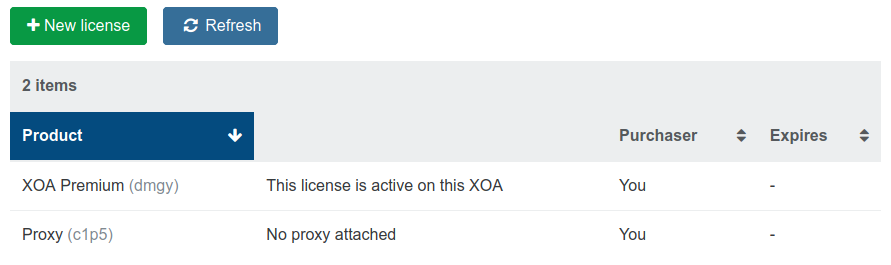 New license Refresh
2 items
Product Purchaser Expires
XOA Premium (dmgy) This license is active on this XOA You -
Proxy (c1p5) No proxy attached You -